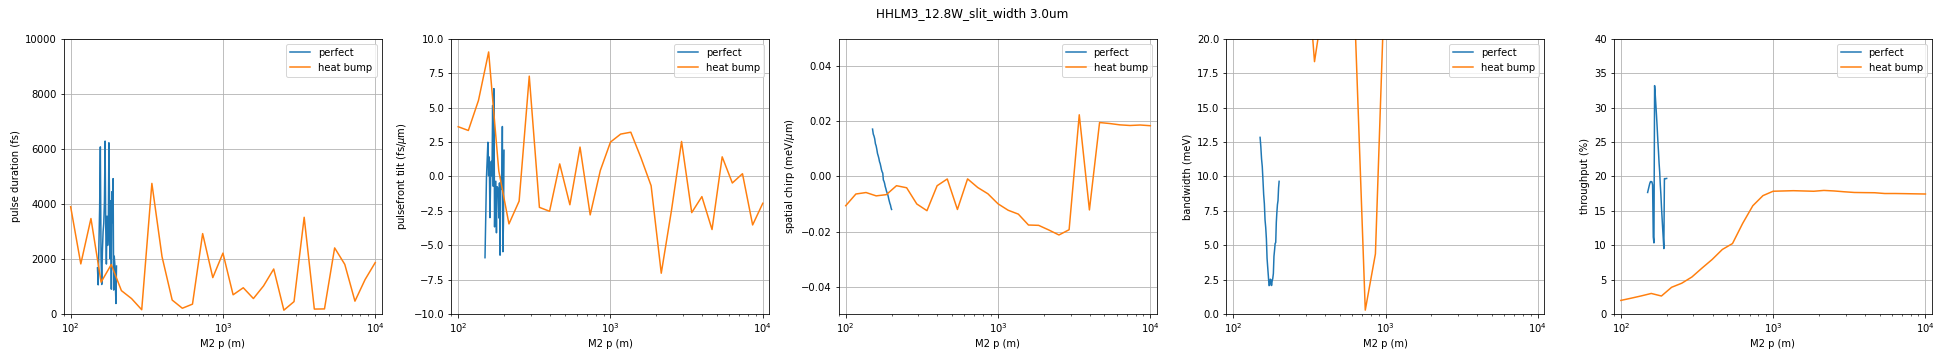 HHLM3_12.8W_slit_width 3.0um
pulse duration (fs)
10000
8000
6000
4000
2000
0
perfect
heat bump
10²
10³
10⁴
M2 p (m)
pulsefront tilt (fs/μm)
10.0
7.5
5.0
2.5
0.0
−2.5
−5.0
−7.5
−10.0
perfect
heat bump
10²
10³
10⁴
M2 p (m)
spatial chirp (meV/μm)
0.04
0.02
0.00
−0.02
−0.04
perfect
heat bump
10²
10³
10⁴
M2 p (m)
bandwidth (meV)
20.0
17.5
15.0
12.5
10.0
7.5
5.0
2.5
0.0
perfect
heat bump
10²
10³
10⁴
M2 p (m)
throughput (%)
40
35
30
25
20
15
10
5
0
perfect
heat bump
10²
10³
10⁴
M2 p (m)